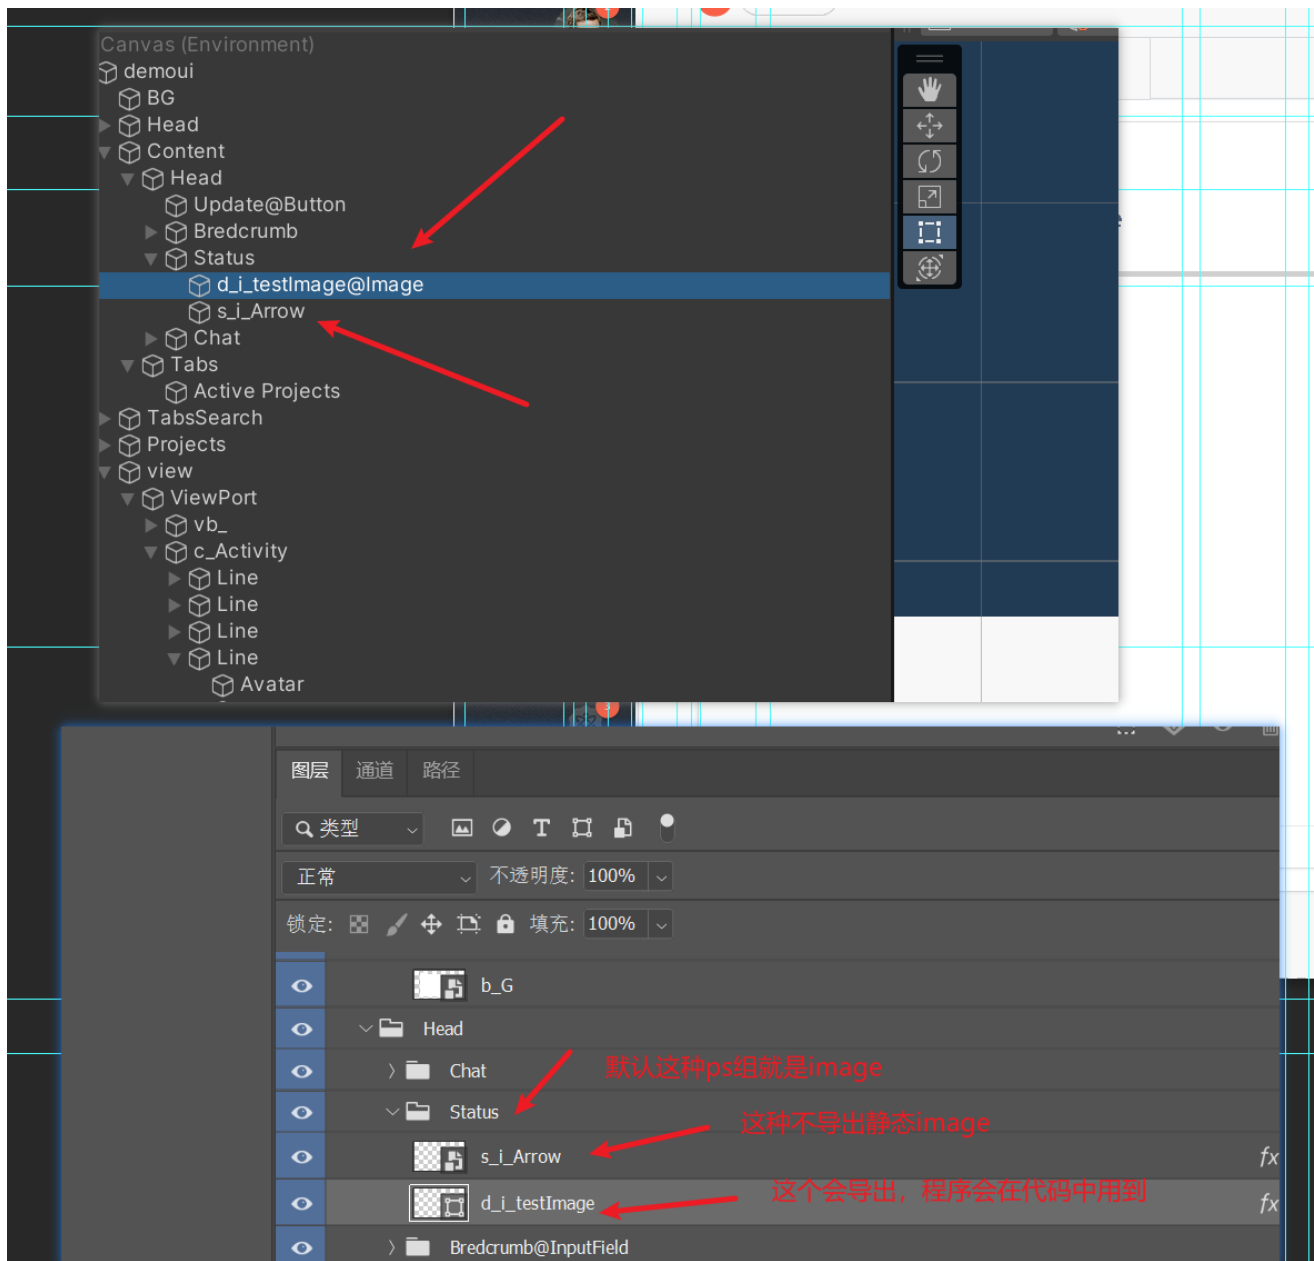 Canvas (Environment)
demoui
BG
Head
Content
Head
Update@Button
Bredcrumb
Status
d_i_testImage@Image
s_i_Arrow
Chat
Tabs
Active Projects
TabsSearch
Projects
view
ViewPort
vb_
c_Activity
Line
Line
Line
Line
Avatar
3
图层 通道 路径
类型
正常 不透明度: 100%
锁定: 填充: 100%
b_G
Head
Chat 默认这种ps组就是image
Status
这种不导出静态image
s_i_Arrow fx
这个会导出，程序会在代码中用到
d_i_testImage fx
Bredcrumb@InputField